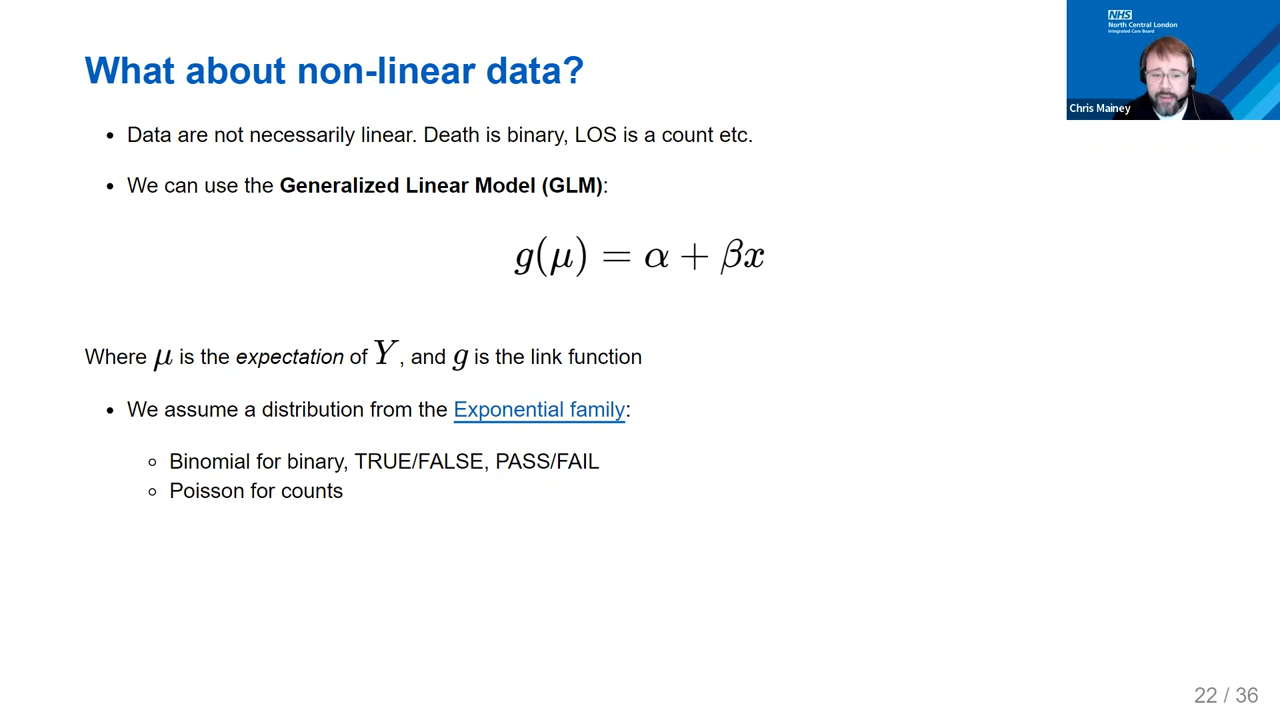 What about non-linear data?
Data are not necessarily linear. Death is binary, LOS is a count etc.
We can use the Generalized Linear Model (GLM):
g(μ) = α + βx
Where μ is the expectation of Y, and g is the link function
We assume a distribution from the Exponential family:
Binomial for binary, TRUE/FALSE, PASS/FAIL
Poisson for counts
22 / 36
NHS
North Central London
Integrated Care Board
Chris Mainey